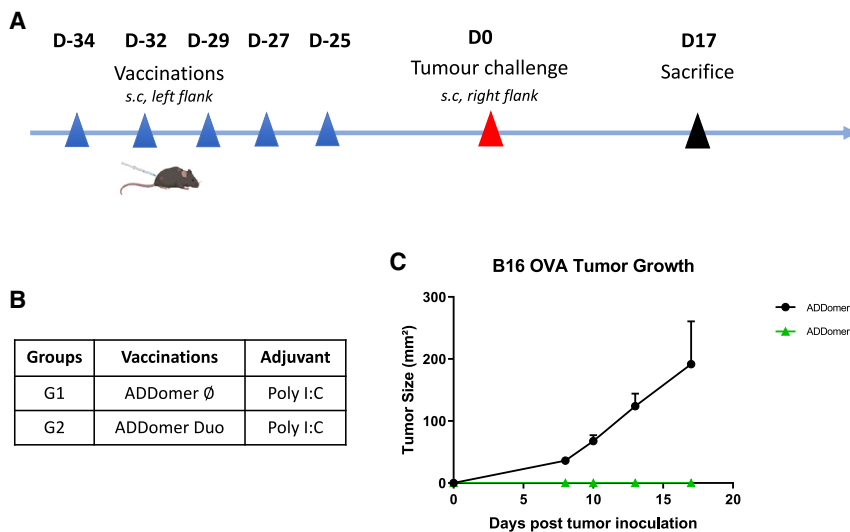 A
D-34 D-32 D-29 D-27 D-25 D0 D17
Vaccinations Tumour challenge Sacrifice
s.c, left flank s.c, right flank
B
Groups Vaccinations Adjuvant
G1 ADDomer Ø Poly I:C
G2 ADDomer Duo Poly I:C
C
B16 OVA Tumor Growth
Tumor Size (mm²)
300
200
100
0
0 5 10 15 20
Days post tumor inoculation
ADDomer
ADDomer